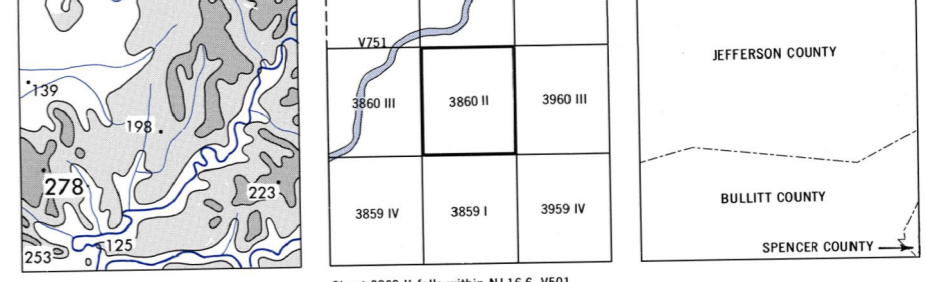 139
198
278
223
125
253
V751
3860 III
3860 II
3960 III
3859 IV
3859 I
3959 IV
JEFFERSON COUNTY
BULLITT COUNTY
SPENCER COUNTY